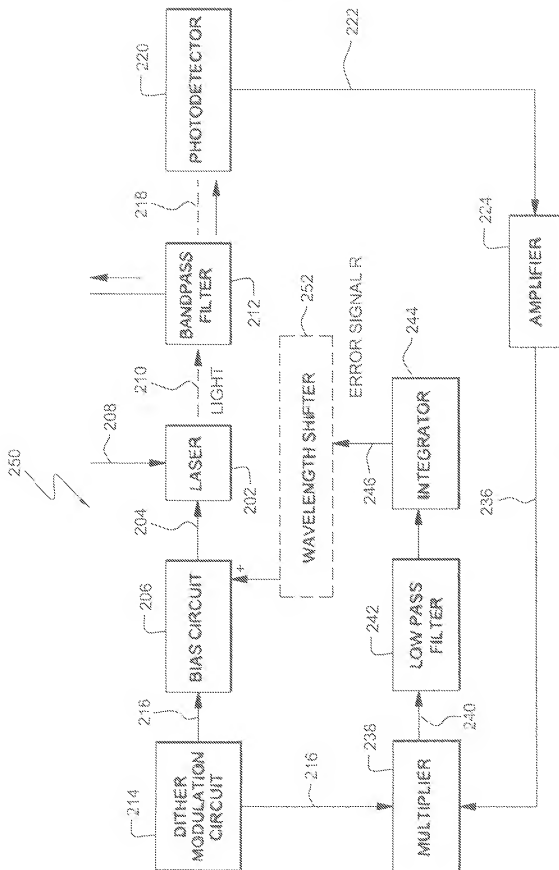 250
208
214
DITHER
MODULATION
CIRCUIT
216
206
BIAS CIRCUIT
204
LASER
202
210
LIGHT
BANDPASS
FILTER
212
218
220
PHOTODETECTOR
222
+
WAVELENGTH SHIFTER
252
ERROR SIGNAL R
246
216
238
MULTIPLIER
240
242
LOW PASS
FILTER
244
INTEGRATOR
224
AMPLIFIER
236